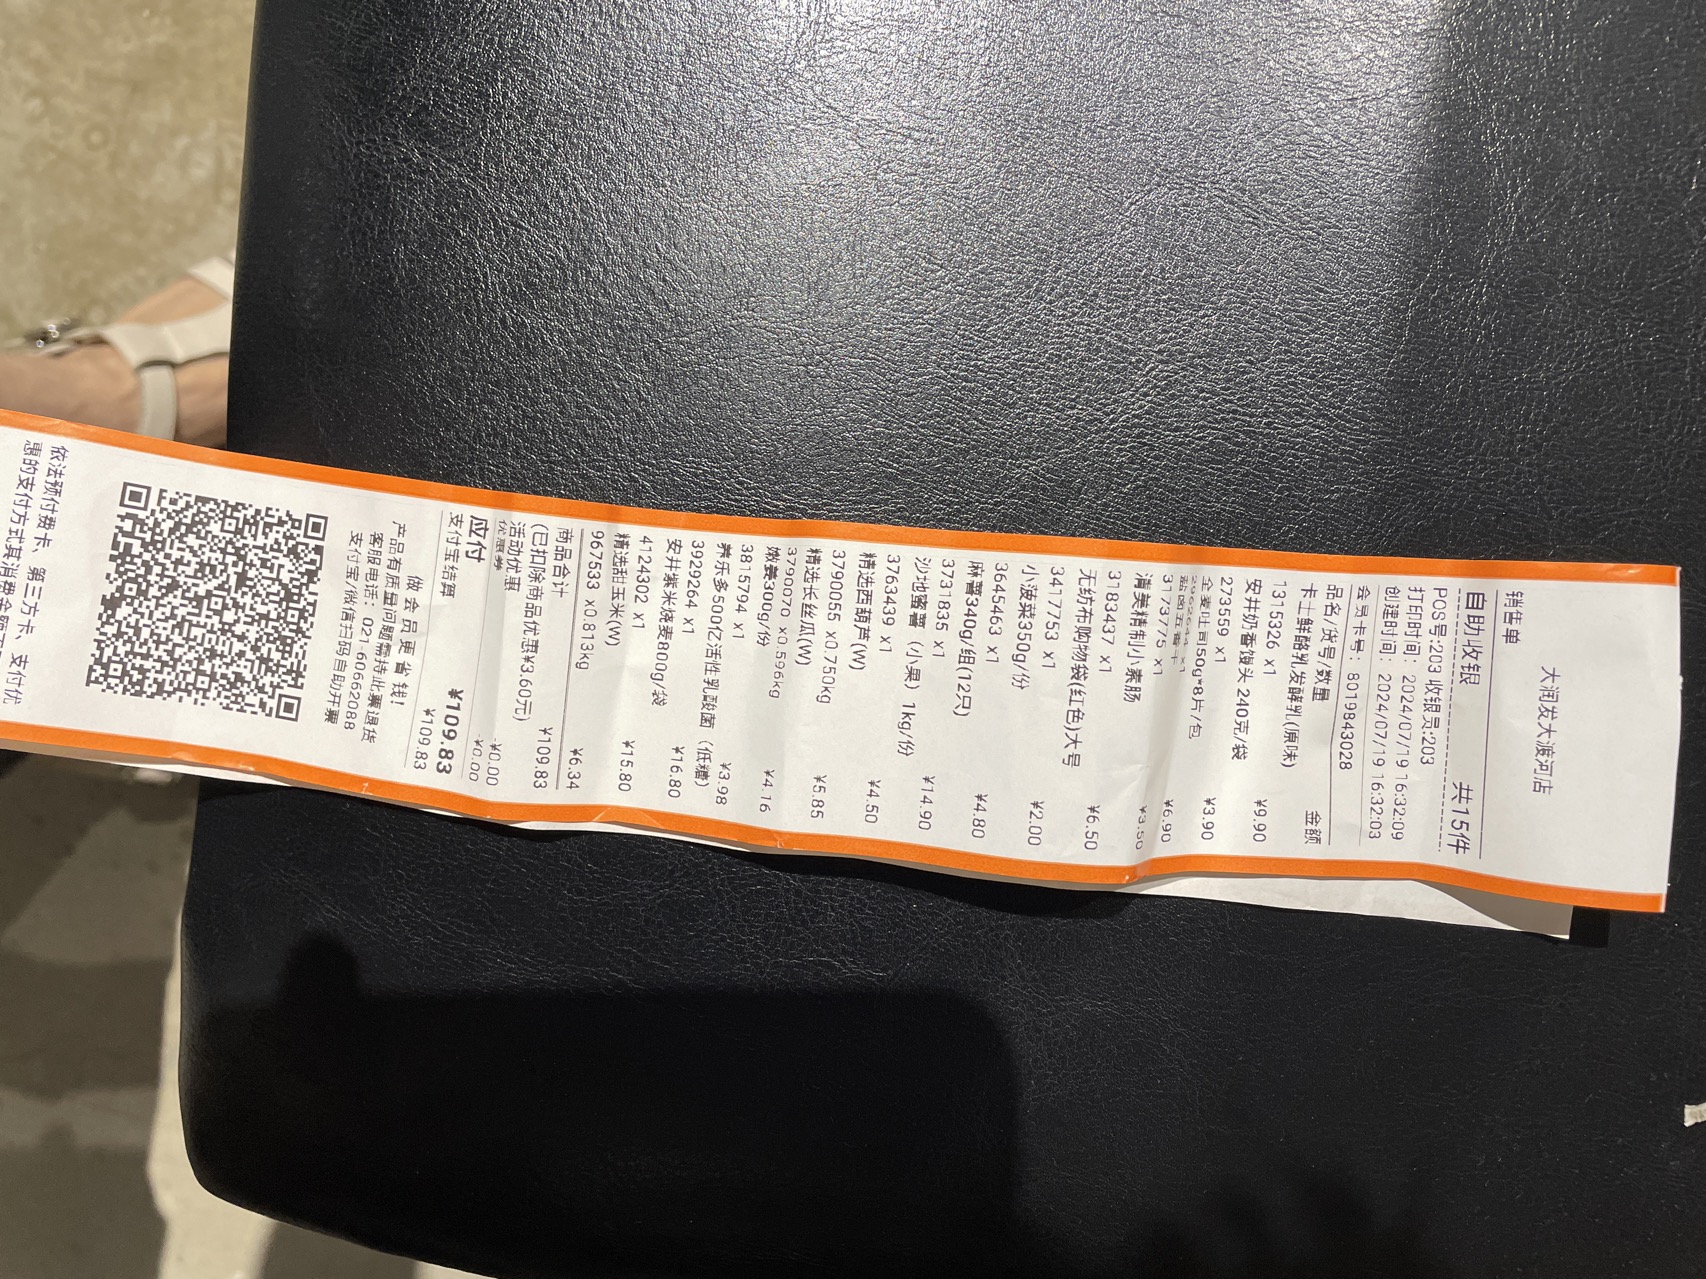 大润发大渡河店
销售单
自助收银 共15件
POS号:203 收银员:203
打印时间: 2024/07/19 16:32:09
创建时间: 2024/07/19 16:32:03
会员卡号: 8019843028
品名/货号/数量 金额
卡士鲜酪乳发酵乳(原味)
1315326 x1 ¥9.90
安井奶香馒头 240克/袋
273559 x1 ¥3.90
全麦吐司150g*8片/包
x1 ¥6.90
盐卤五香干
3173775 x1 ¥3.50
清美精制小素肠
3183437 x1 ¥6.50
无纺布购物袋(红色)大号
3417753 x1 ¥2.00
小菠菜350g/份
3645463 x1 ¥4.80
麻薯340g/组(12只)
3731835 x1 ¥14.90
沙地蜜薯 (小果) 1kg/份
3763439 x1 ¥4.50
精选西葫芦(W)
3790055 x0.750kg ¥5.85
精选长丝瓜(W)
3790070 x0.596kg ¥4.16
嫩姜300g/份
3815794 x1 ¥3.98
养乐多500亿活性乳酸菌 (低糖)
3929264 x1 ¥16.80
安井紫米烧麦800g/袋
4124302 x1 ¥15.80
精选甜玉米(W)
967533 x0.813kg ¥6.34
商品合计 ¥109.83
(已扣除商品优惠¥3.60元)
活动优惠 -¥0.00
优惠券 -¥0.00
应付 ¥109.83
支付宝结算 ¥109.83
做会员更省钱!
产品有质量问题需持此票退货
客服电话: 021-60662088
支付宝/微信扫码自助开票
依法预付费卡、第三方卡、支付优
惠的支付方式其消费金额